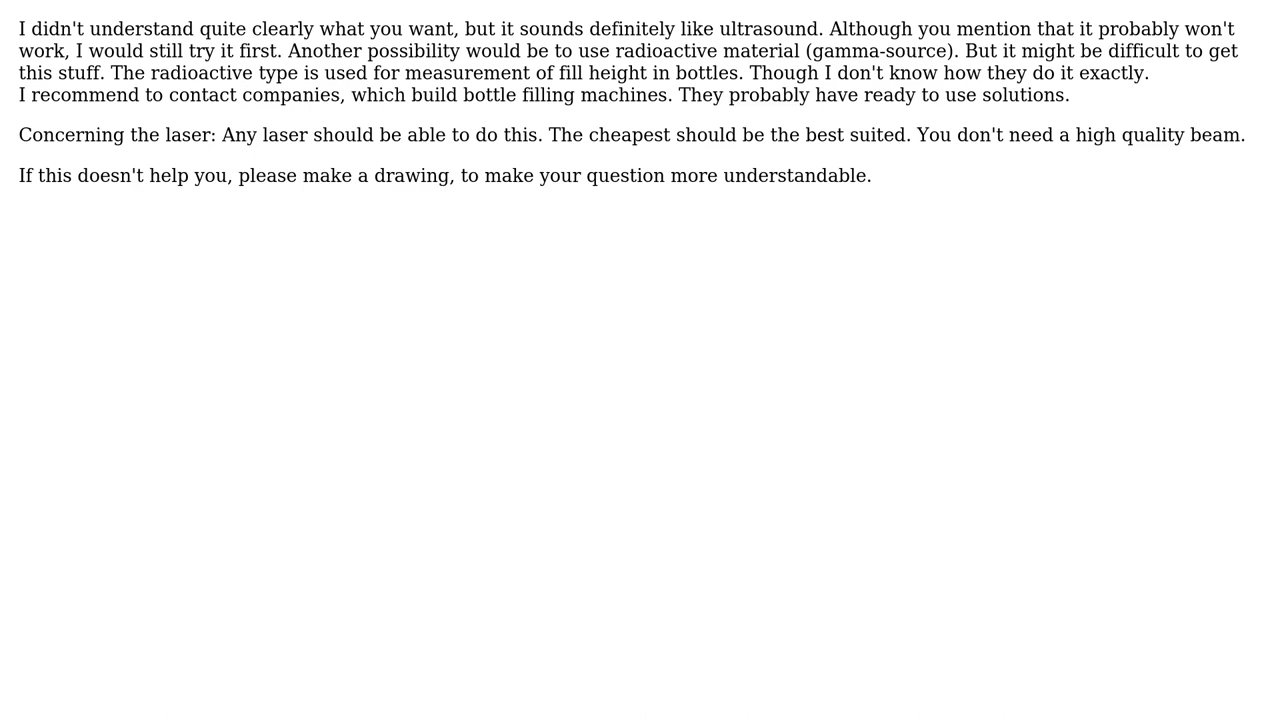 I didn't understand quite clearly what you want, but it sounds definitely like ultrasound. Although you mention that it probably won't
work, I would still try it first. Another possibility would be to use radioactive material (gamma-source). But it might be difficult to get
this stuff. The radioactive type is used for measurement of fill height in bottles. Though I don't know how they do it exactly.
I recommend to contact companies, which build bottle filling machines. They probably have ready to use solutions.
Concerning the laser: Any laser should be able to do this. The cheapest should be the best suited. You don't need a high quality beam.
If this doesn't help you, please make a drawing, to make your question more understandable.